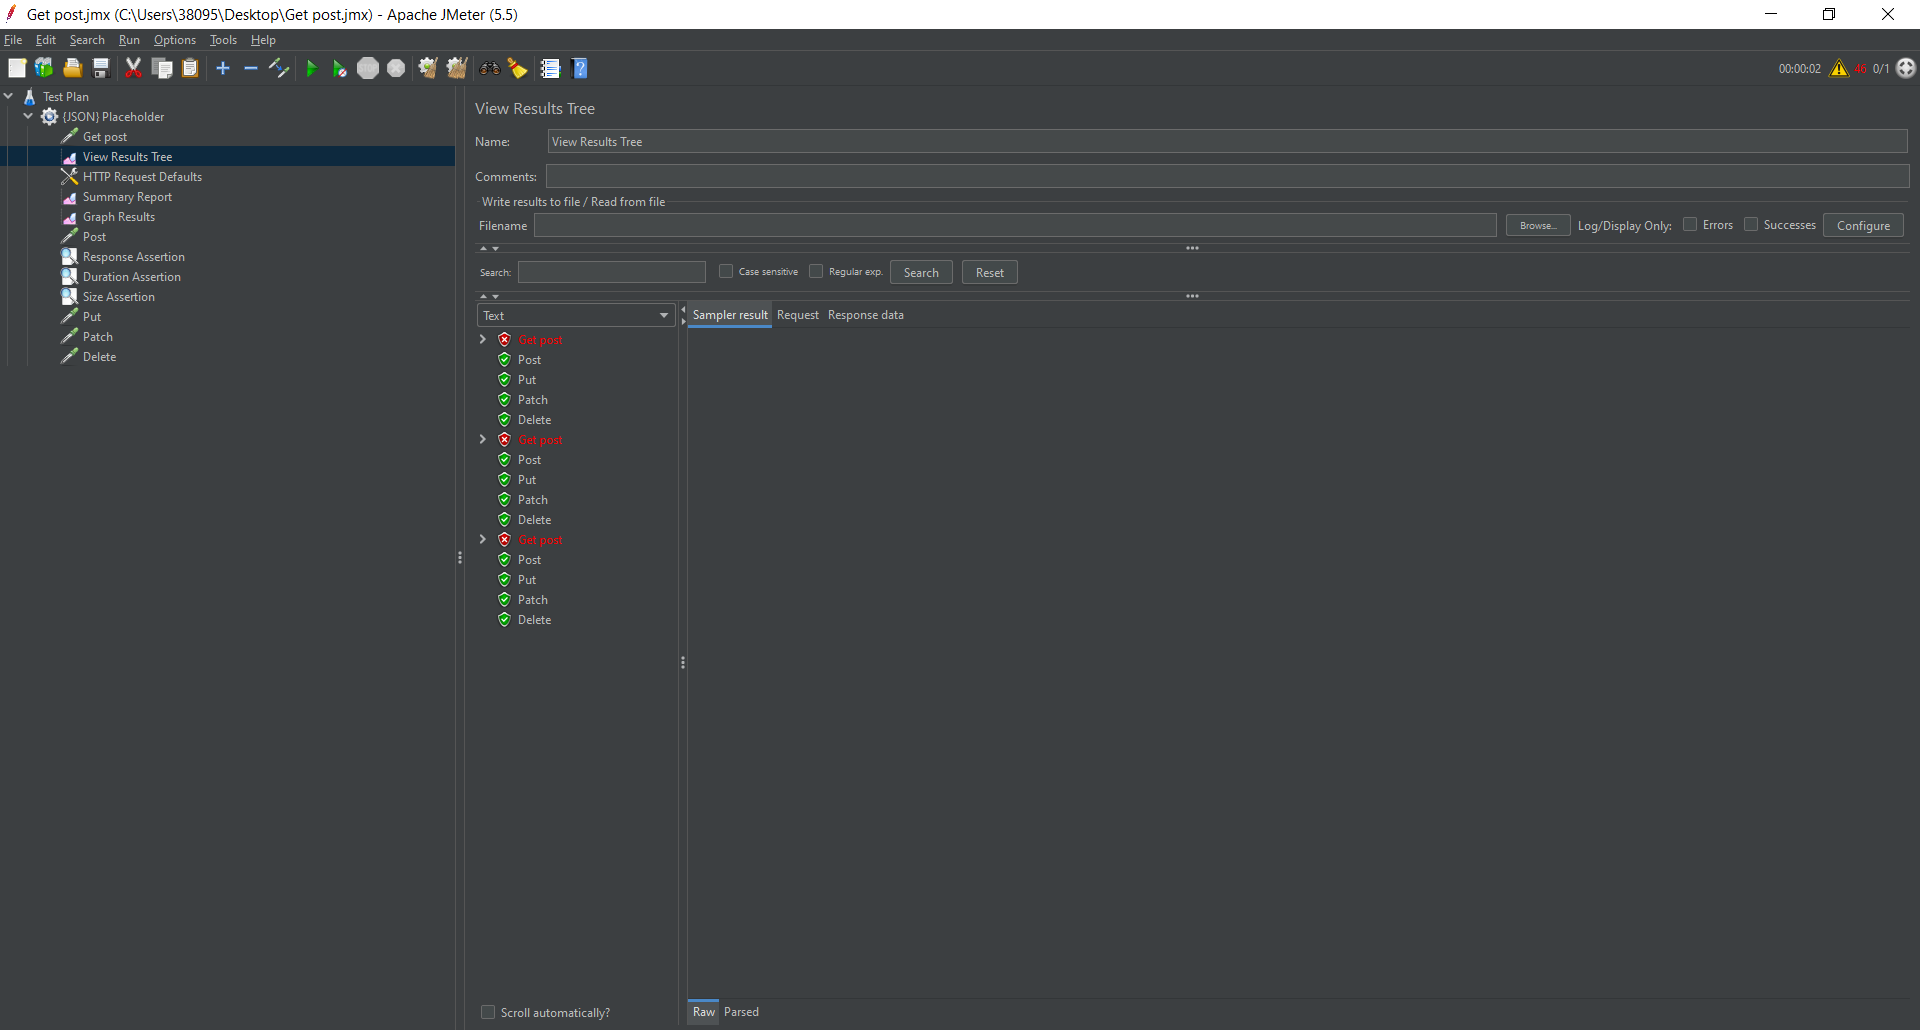 Get post.jmx (C:\Users\38095\Desktop\Get post.jmx) - Apache JMeter (5.5)
File Edit Search Run Options Tools Help
00:00:02 46 0/1
Test Plan
{JSON} Placeholder
Get post
View Results Tree
HTTP Request Defaults
Summary Report
Graph Results
Post
Response Assertion
Duration Assertion
Size Assertion
Put
Patch
Delete
View Results Tree
Name: View Results Tree
Comments:
Write results to file / Read from file
Filename Browse... Log/Display Only: Errors Successes Configure
Search: Case sensitive Regular exp. Search Reset
Text
Get post
Post
Put
Patch
Delete
Get post
Post
Put
Patch
Delete
Get post
Post
Put
Patch
Delete
Scroll automatically?
Sampler result Request Response data
Raw Parsed